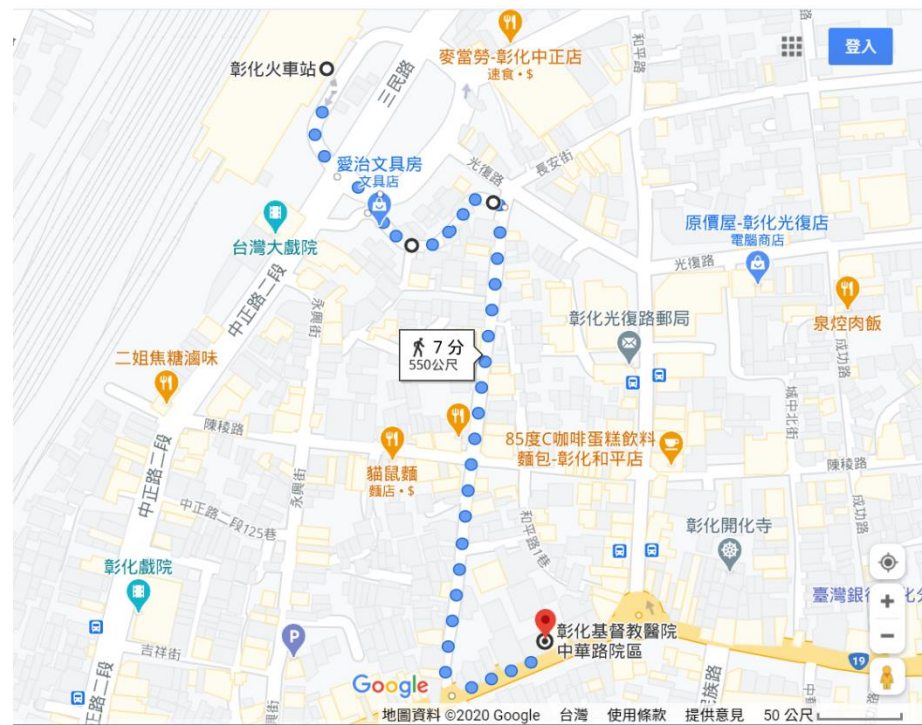 麥當勞-彰化中正店
速食•$
登入
彰化火車站
三民路
和平路
愛治文具房
文具店
光復路
長安街
台灣大戲院
原價屋-彰化光復店
電腦商店
光復路
永興街
泉焢肉飯
彰化光復路郵局
7 分
550公尺
二姐焦糖滷味
中正路二段
成功路
城中北街
陳稜路
貓鼠麵
麵店•$
85度C咖啡蛋糕飲料
麵包-彰化和平店
陳稜路
永興街
中正路二段
中正路二段125巷
和平路1巷
彰化開化寺
成功路
彰化戲院
臺灣銀行
彰化基督教醫院
中華路院區
P
吉祥街
19
民族路
Google
地圖資料 ©2020 Google 台灣 使用條款 提供意見 50 公尺